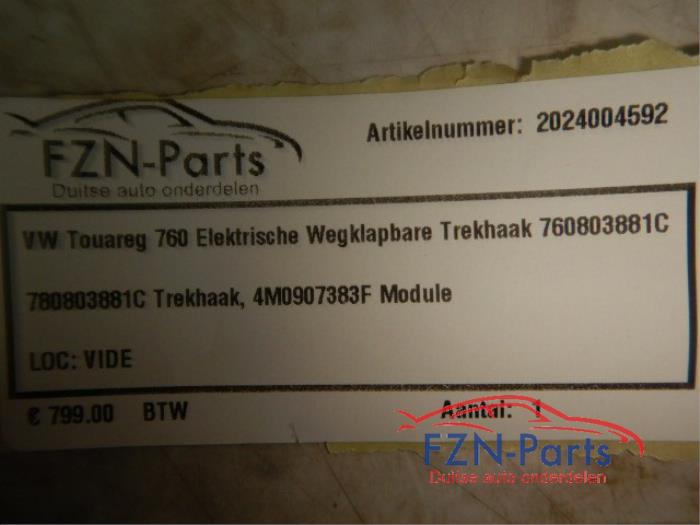 Artikelnummer: 2024004592
FZN-Parts
Duitse auto onderdelen
VW Touareg 760 Elektrische Wegklapbare Trekhaak 760803881C
780803881C Trekhaak, 4M0907383F Module
LOC: VIDE
€ 799.00 BTW Aantal: 1
FZN-Parts
Duitse auto onderdelen